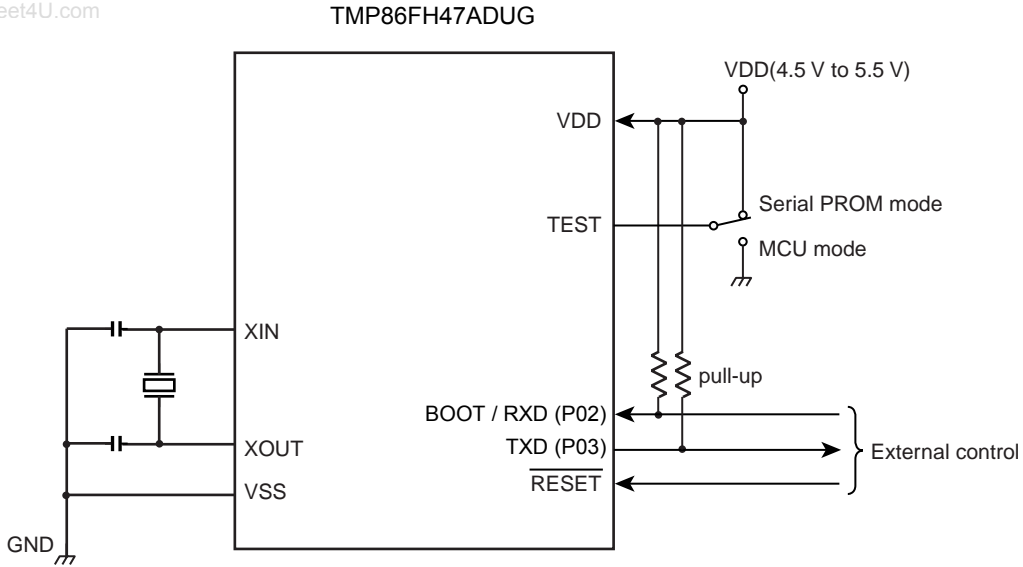 eet4U.com
TMP86FH47ADUG
VDD(4.5 V to 5.5 V)
VDD
Serial PROM mode
TEST
MCU mode
XIN
pull-up
BOOT / RXD (P02)
XOUT
TXD (P03)
External control
RESET
VSS
GND